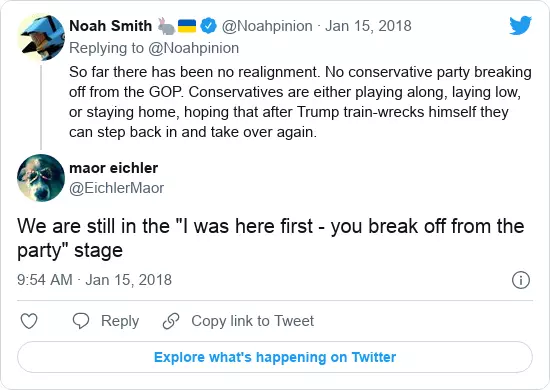 Noah Smith 🐇🇺🇦 @Noahpinion · Jan 15, 2018
Replying to @Noahpinion
So far there has been no realignment. No conservative party breaking
off from the GOP. Conservatives are either playing along, laying low,
or staying home, hoping that after Trump train-wrecks himself they
can step back in and take over again.
maor eichler
@EichlerMaor
We are still in the "I was here first - you break off from the
party" stage
9:54 AM · Jan 15, 2018
Reply
Copy link to Tweet
Explore what's happening on Twitter